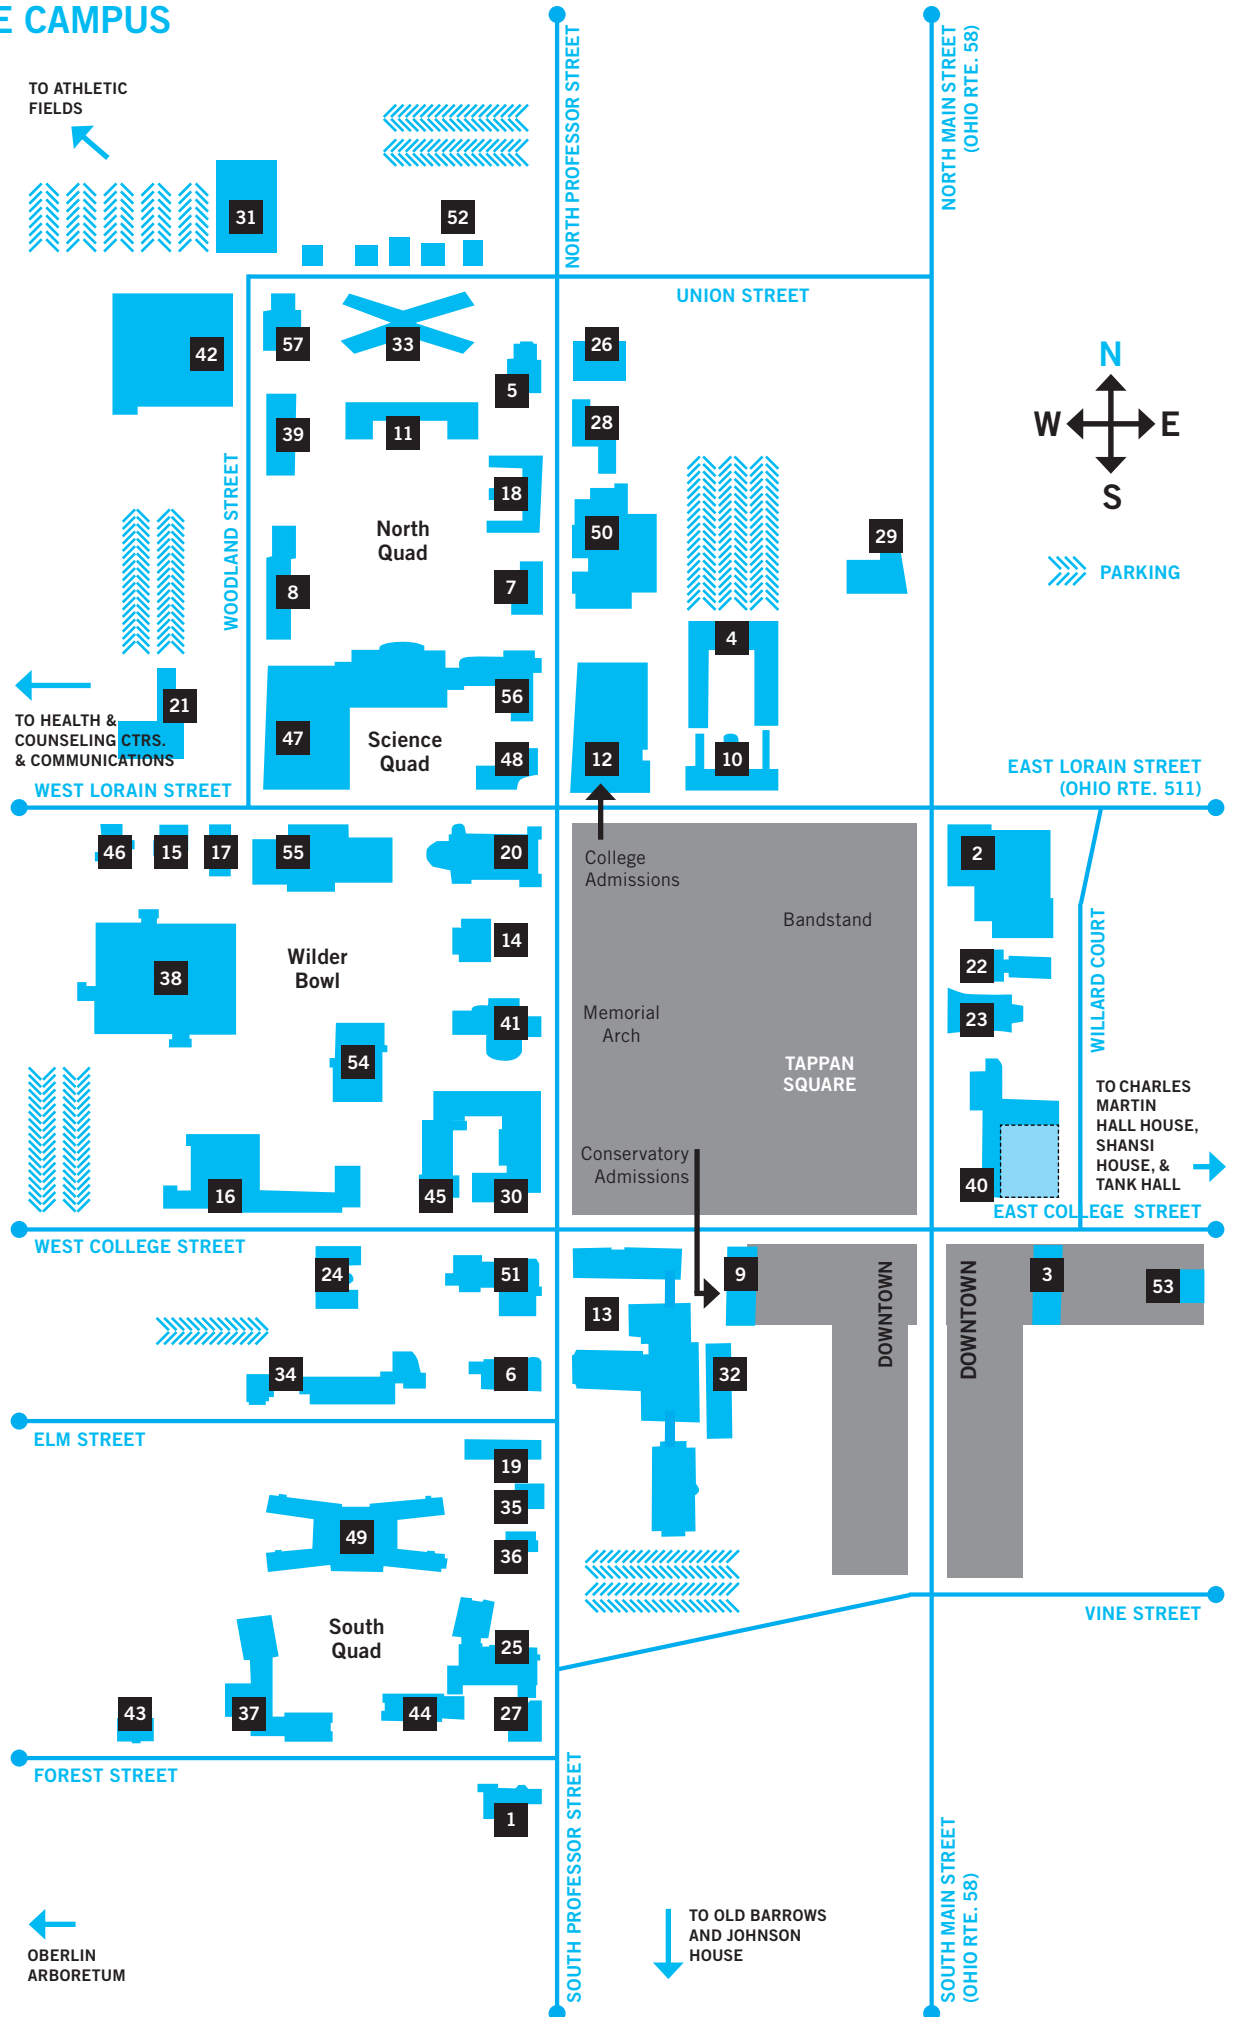 E CAMPUS
TO ATHLETIC
FIELDS
NORTH PROFESSOR STREET
NORTH MAIN STREET
(OHIO RTE. 58)
31
52
UNION STREET
57
33
42
26
5
N
W
E
S
39
11
28
18
WOODLAND STREET
North
Quad
50
29
PARKING
8
7
4
21
56
TO HEALTH &
COUNSELING CTRS.
& COMMUNICATIONS
47
Science
Quad
48
12
10
WEST LORAIN STREET
EAST LORAIN STREET
(OHIO RTE. 511)
46
15
17
55
20
College
Admissions
2
Bandstand
14
38
Wilder
Bowl
22
WILLARD COURT
41
Memorial
Arch
23
54
TAPPAN
SQUARE
TO CHARLES
MARTIN
HALL HOUSE,
SHANSI
HOUSE, &
TANK HALL
Conservatory
Admissions
16
45
30
40
EAST COLLEGE STREET
WEST COLLEGE STREET
24
51
9
3
53
13
DOWNTOWN
DOWNTOWN
34
6
32
ELM STREET
19
35
49
36
South
Quad
25
VINE STREET
43
37
44
27
FOREST STREET
1
SOUTH PROFESSOR STREET
SOUTH MAIN STREET
(OHIO RTE. 58)
TO OLD BARROWS
AND JOHNSON
HOUSE
OBERLIN
ARBORETUM